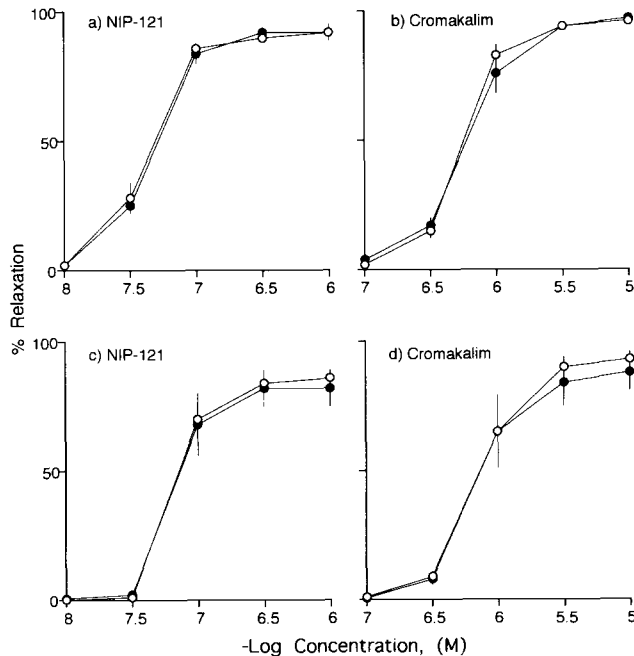 a) NIP-121
b) Cromakalim
100
50
0
8 7.5 7 6.5 6
7 6.5 6 5.5 5
% Relaxation
c) NIP-121
d) Cromakalim
100
50
0
8 7.5 7 6.5 6
7 6.5 6 5.5 5
-Log Concentration, (M)